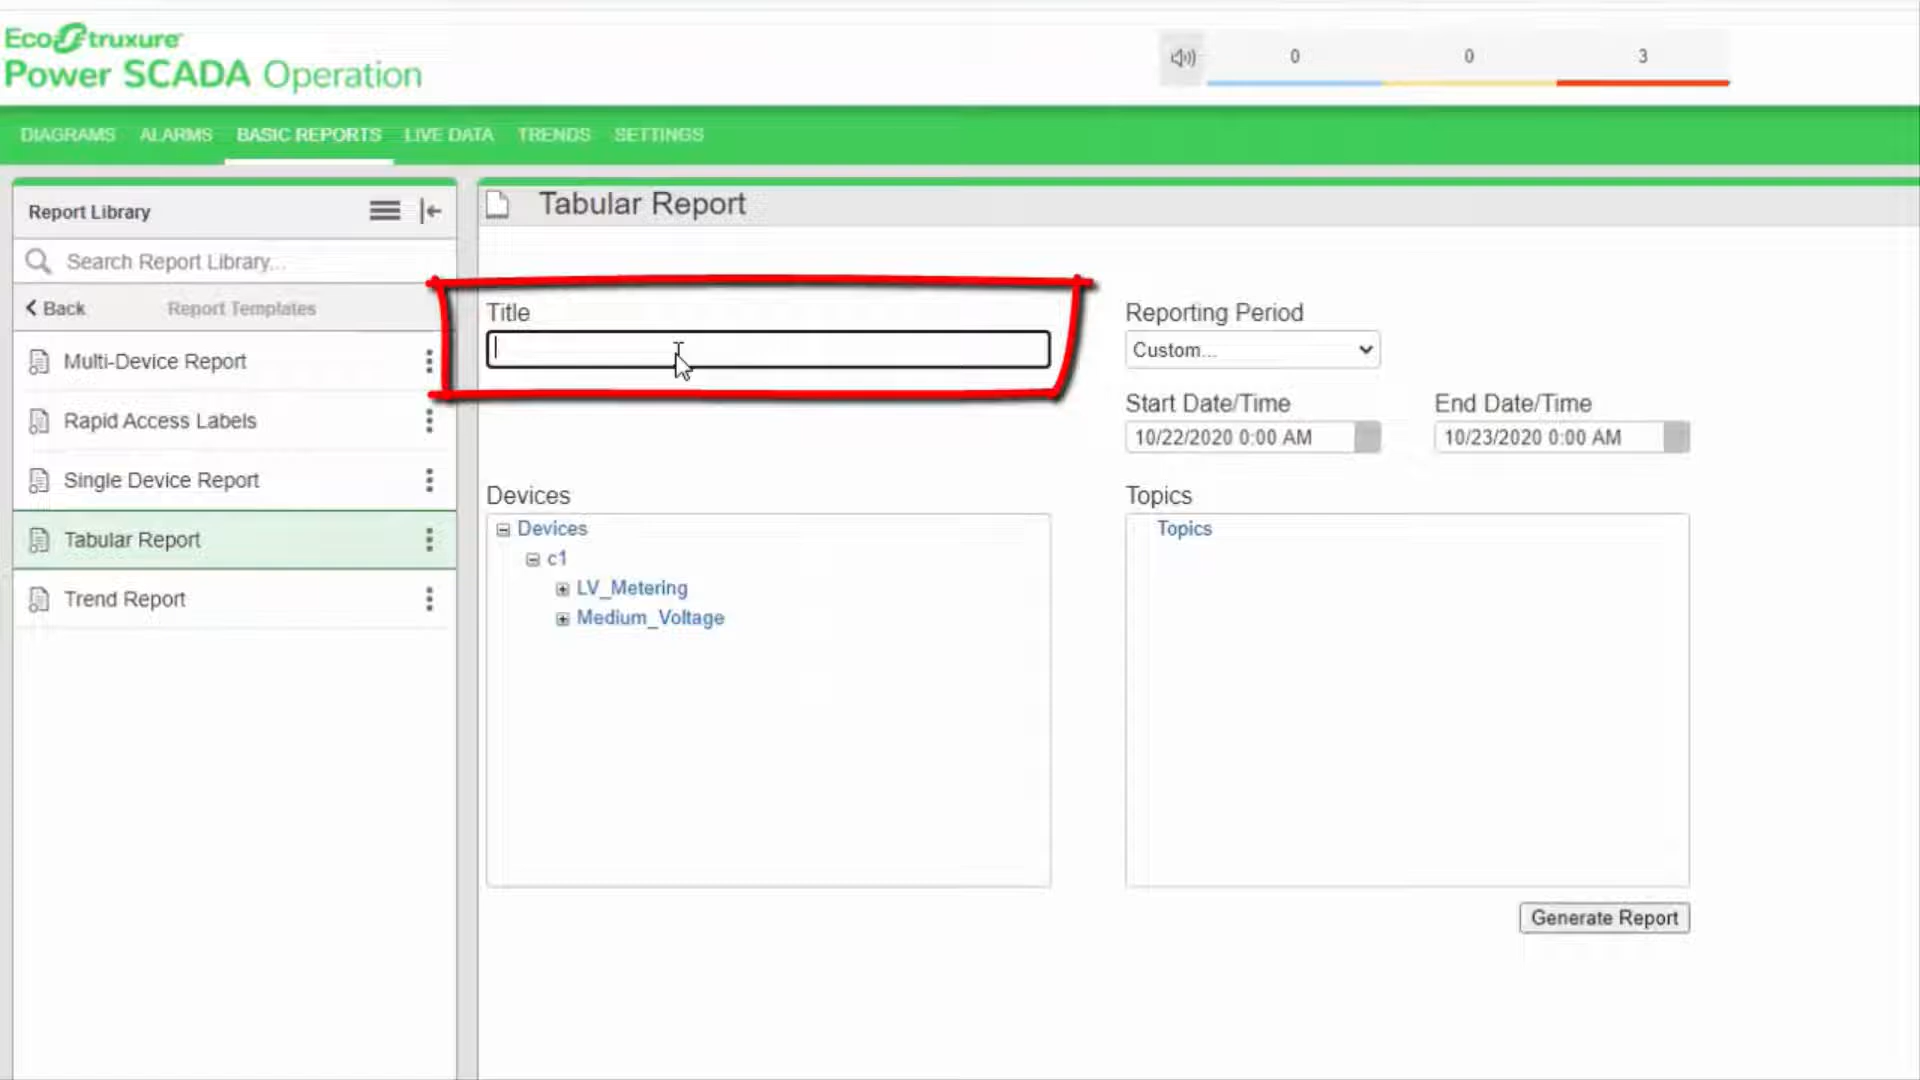 EcoStruxure
Power SCADA Operation
0 0 3
DIAGRAMS ALARMS BASIC REPORTS LIVE DATA TRENDS SETTINGS
Report Library
Search Report Library...
Back Report Templates
Multi-Device Report
Rapid Access Labels
Single Device Report
Tabular Report
Trend Report
Tabular Report
Title
Reporting Period
Custom...
Start Date/Time End Date/Time
10/22/2020 0:00 AM 10/23/2020 0:00 AM
Devices
Devices
c1
LV_Metering
Medium_Voltage
Topics
Topics
Generate Report